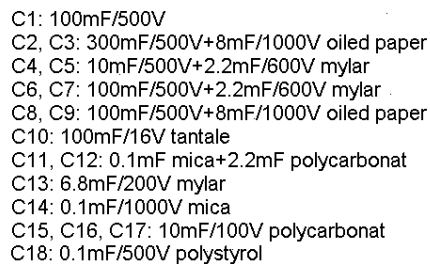 C1: 100mF/500V
C2, C3: 300mF/500V+8mF/1000V oiled paper
C4, C5: 10mF/500V+2.2mF/600V mylar
C6, C7: 100mF/500V+2.2mF/600V mylar
C8, C9: 100mF/500V+8mF/1000V oiled paper
C10: 100mF/16V tantale
C11, C12: 0.1mF mica+2.2mF polycarbonat
C13: 6.8mF/200V mylar
C14: 0.1mF/1000V mica
C15, C16, C17: 10mF/100V polycarbonat
C18: 0.1mF/500V polystyrol